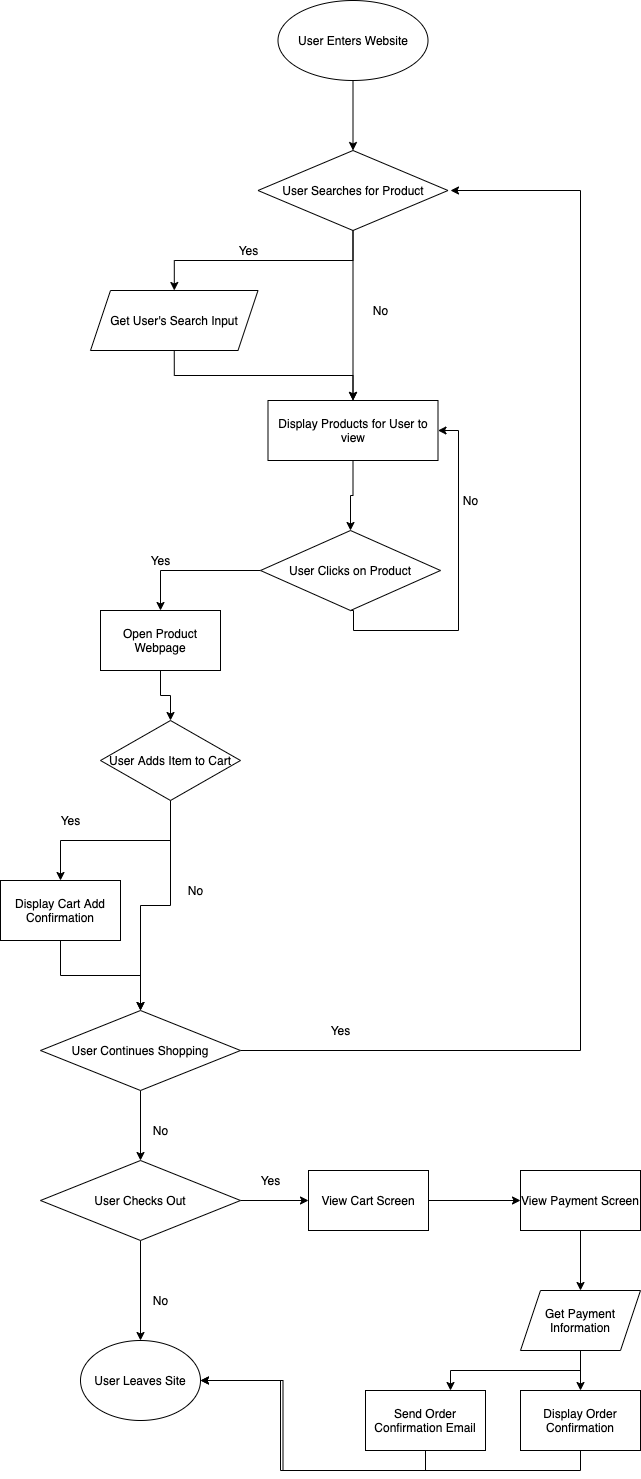 User Enters Website
User Searches for Product
Yes
Get User's Search Input
No
Display Products for User to
view
No
User Clicks on Product
Yes
Open Product
Webpage
User Adds Item to Cart
Yes
No
Display Cart Add
Confirmation
User Continues Shopping
Yes
No
User Checks Out
Yes
View Cart Screen
View Payment Screen
No
Get Payment
Information
User Leaves Site
Send Order
Confirmation Email
Display Order
Confirmation